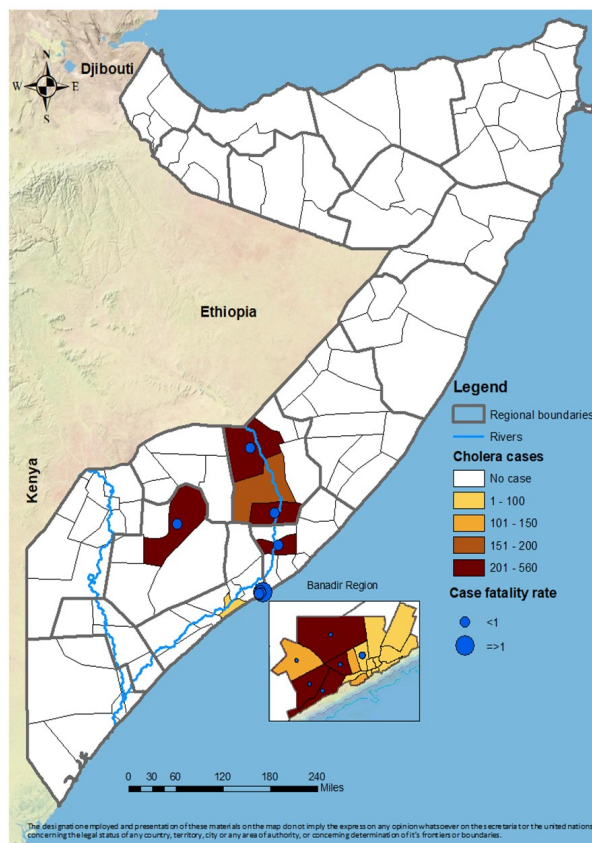 N
W E
S
Djibouti
Ethiopia
Kenya
Legend
Regional boundaries
Rivers
Cholera cases
No case
1 - 100
101 - 150
151 - 200
201 - 560
Case fatality rate
<1
=>1
Banadir Region
0 30 60 120 180 240
Miles
The designation employed and presentation of these materials on the map do not imply the express on any opinion whatsoever on the secretariat or the united nations
concerning the legal status of any country, territory, city or any area of authority, or concerning determination of it's frontiers or boundaries.